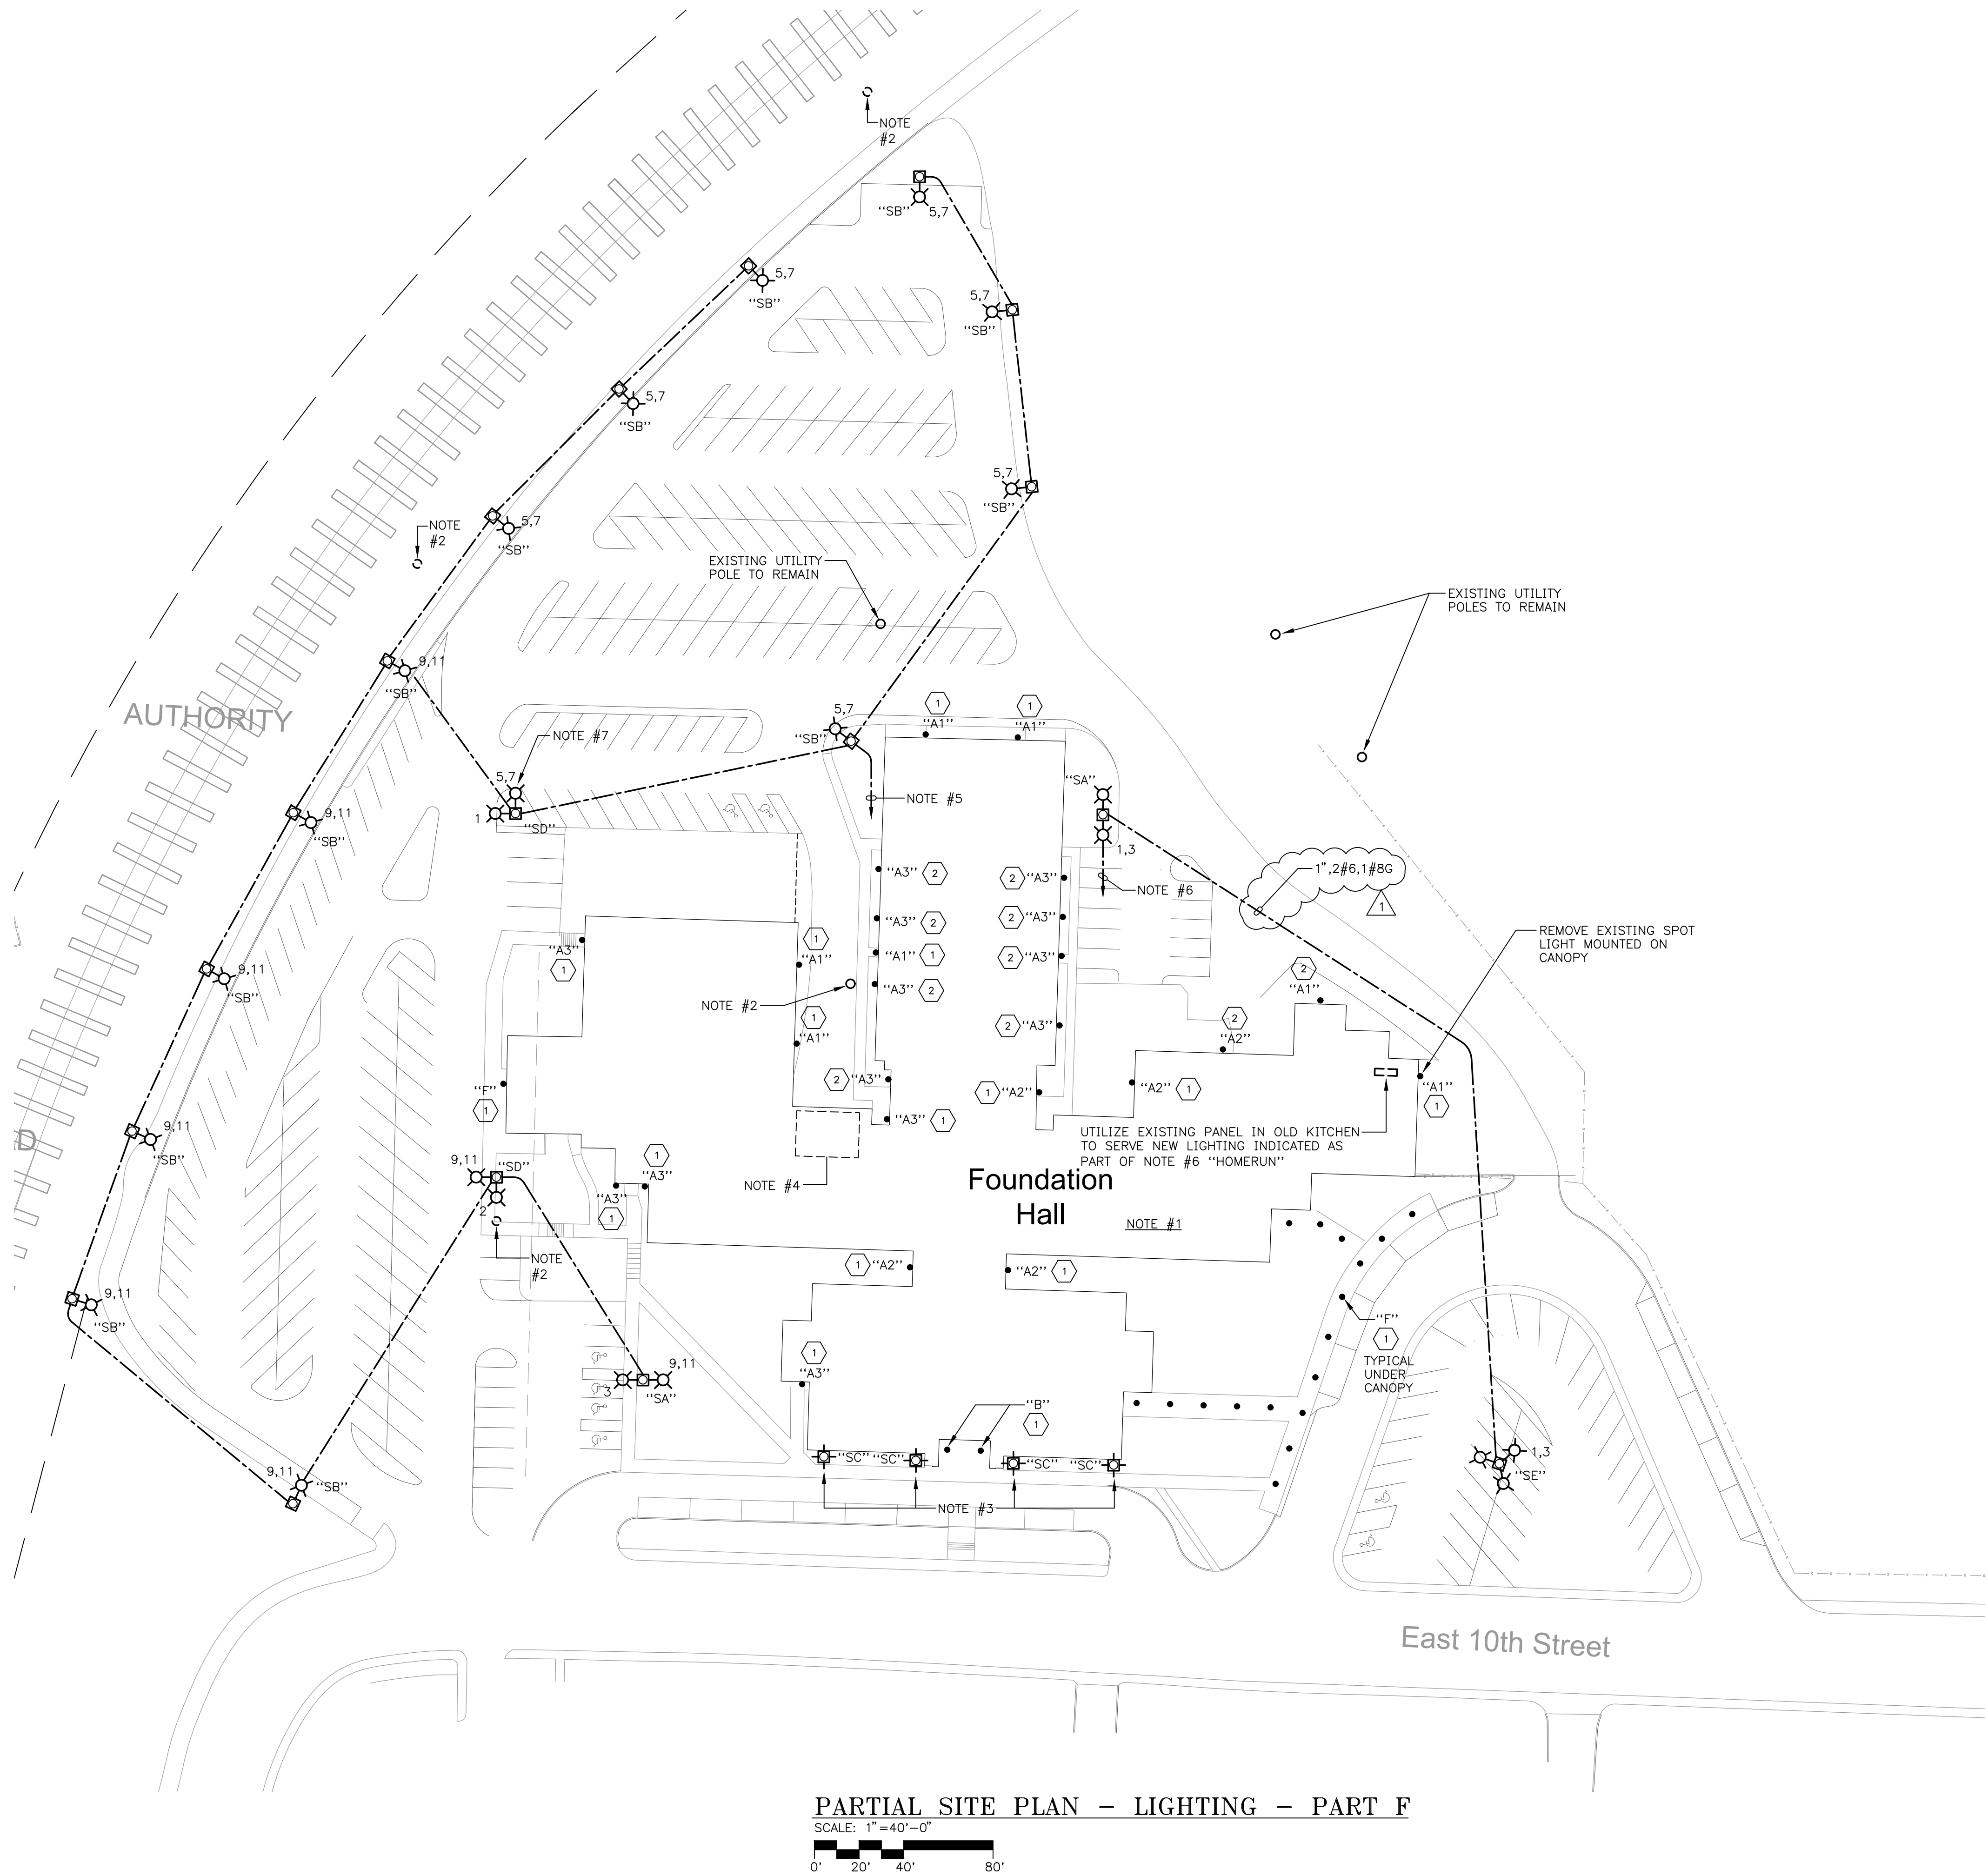 NOTE
#2
“SB”
5,7
5,7
“SB”
5,7
“SB”
5,7
“SB”
5,7
“SB”
5,7
“SB”
NOTE
#2
EXISTING UTILITY
POLE TO REMAIN
EXISTING UTILITY
POLES TO REMAIN
9,11
“SB”
AUTHORITY
NOTE #7
5,7
1
“SD”
5,7
“SB”
1
“A1”
1
“A1”
NOTE #5
“SA”
1,3
NOTE #6
1”,2#6,1#8G
1
9,11
“SB”
“A3” 2
2 “A3”
“A3” 2
2 “A3”
“A1” 1
2 “A3”
“A3” 2
2 “A3”
REMOVE EXISTING SPOT
LIGHT MOUNTED ON
CANOPY
“A3”
1
1
“A1”
NOTE #2
1
“A1”
9,11
“SB”
2
“A1”
2
“A2”
“F”
1
2 “A3”
“A3” 1
1 “A2”
“A2” 1
“A1”
1
UTILIZE EXISTING PANEL IN OLD KITCHEN
TO SERVE NEW LIGHTING INDICATED AS
PART OF NOTE #6 “HOMERUN”
D
9,11
“SB”
9,11
“SD”
2
NOTE
#2
1
“A3”
“A3”
1
NOTE #4
Foundation
Hall
NOTE #1
1 “A2”
“A2” 1
9,11
“SB”
“F”
1
TYPICAL
UNDER
CANOPY
1
“A3”
3
9,11
“SA”
“B”
1
“SC”
“SC”
“SC”
“SC”
NOTE #3
1,3
“SE”
9,11
“SB”
East 10th Street
PARTIAL SITE PLAN – LIGHTING – PART F
SCALE: 1”=40’–0”
0’ 20’ 40’ 80’